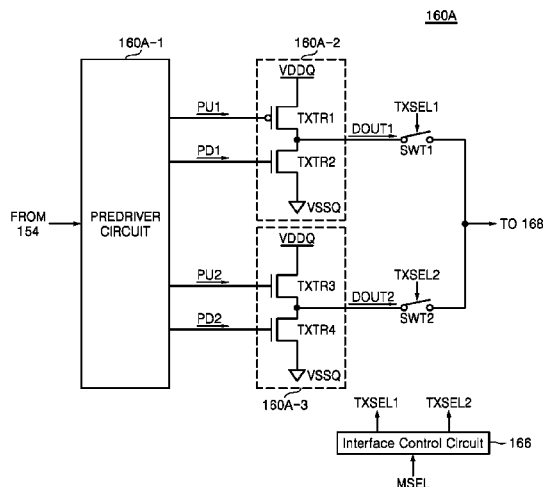 160A
160A-1
160A-2
VDDQ
PU1
TXTR1
TXSEL1
DOUT1
SWT1
PD1
TXTR2
VSSQ
FROM
154
PREDRIVER
CIRCUIT
TO 168
VDDQ
PU2
TXTR3
TXSEL2
DOUT2
SWT2
PD2
TXTR4
VSSQ
160A-3
TXSEL1
TXSEL2
Interface Control Circuit
166
MSEL